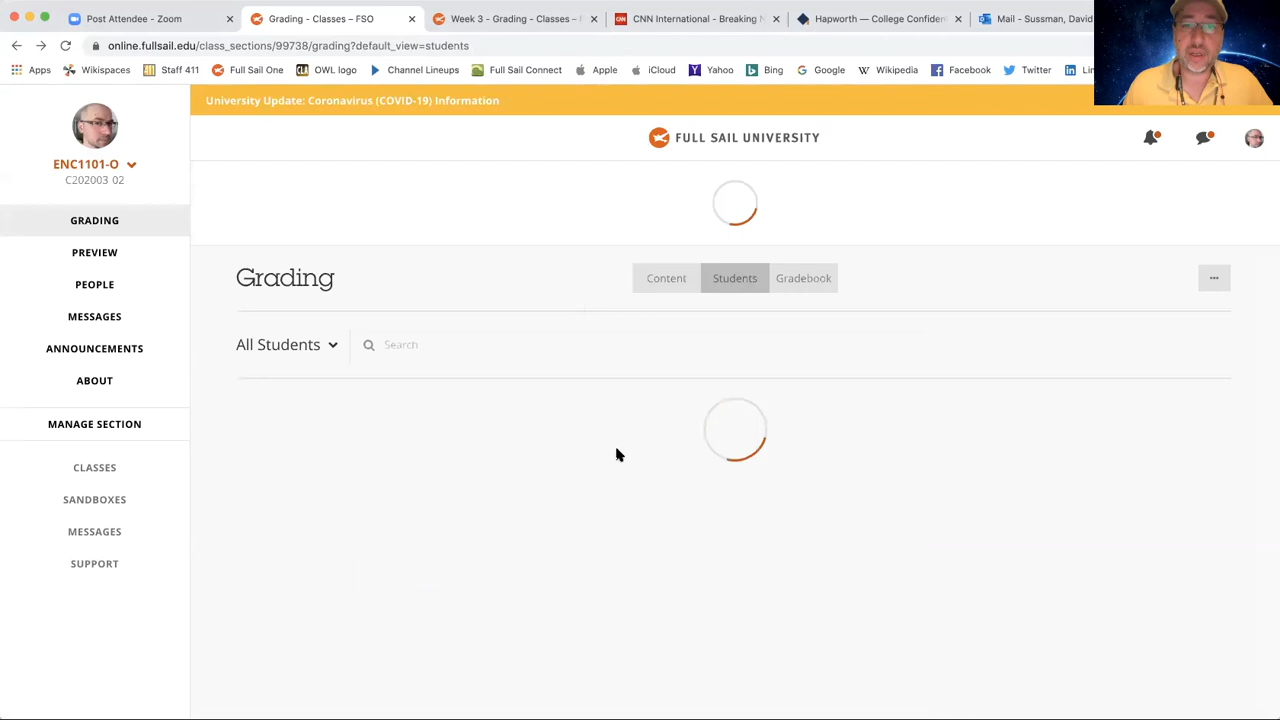 Post Attendee - Zoom
Grading - Classes – FSO
Week 3 - Grading - Classes –
CNN International - Breaking
Hapworth — College Confiden
Mail - Sussman, David
online.fullsail.edu/class_sections/99738/grading?default_view=students
Apps
Wikispaces
Staff 411
Full Sail One
OWL logo
Channel Lineups
Full Sail Connect
Apple
iCloud
Yahoo
Bing
Google
Wikipedia
Facebook
Twitter
University Update: Coronavirus (COVID-19) Information
FULL SAIL UNIVERSITY
ENC1101-O
C202003 02
GRADING
PREVIEW
PEOPLE
MESSAGES
ANNOUNCEMENTS
ABOUT
MANAGE SECTION
CLASSES
SANDBOXES
MESSAGES
SUPPORT
Grading
Content
Students
Gradebook
All Students
Search